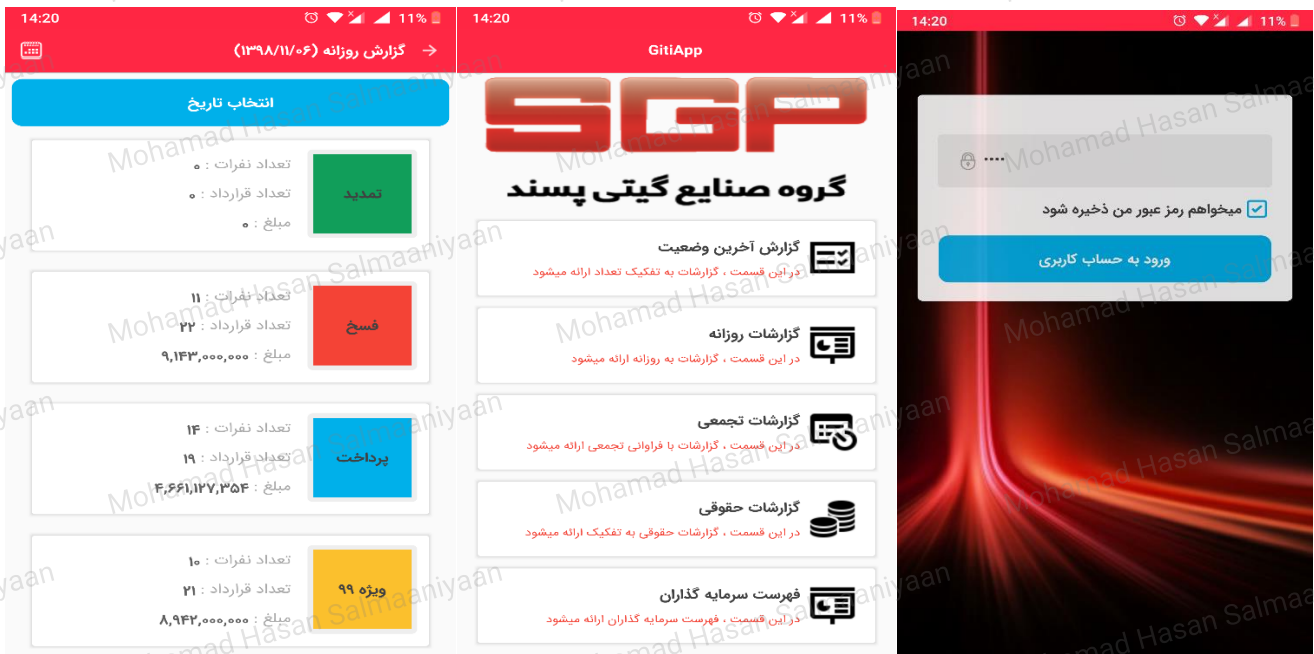 14:20
11%
گزارش روزانه (۱۳۹۸/۱۱/۰۶)
انتخاب تاریخ
تمدید
تعداد نفرات : ۰
تعداد قرارداد : ۰
مبلغ : ۰
فسخ
تعداد نفرات : ۱۱
تعداد قرارداد : ۲۲
مبلغ : ۹,۱۴۳,۰۰۰,۰۰۰
پرداخت
تعداد نفرات : ۱۴
تعداد قرارداد : ۱۹
مبلغ : ۴,۶۶۱,۱۲۷,۳۵۴
ویژه ۹۹
تعداد نفرات : ۱۰
تعداد قرارداد : ۲۱
مبلغ : ۸,۹۴۲,۰۰۰,۰۰۰
14:20
11%
GitiApp
SGP
گروه صنایع گیتی پسند
گزارش آخرین وضعیت
در این قسمت ، گزارشات به تفکیک تعداد ارائه میشود
گزارشات روزانه
در این قسمت ، گزارشات به روزانه ارائه میشود
گزارشات تجمعی
در این قسمت ، گزارشات با فراوانی تجمعی ارائه میشود
گزارشات حقوقی
در این قسمت ، گزارشات حقوقی به تفکیک ارائه میشود
فهرست سرمایه گذاران
در این قسمت ، فهرست سرمایه گذاران ارائه میشود
14:20
11%
میخواهم رمز عبور من ذخیره شود
ورود به حساب کاربری
Mohamad Hasan Salmaaniyaan